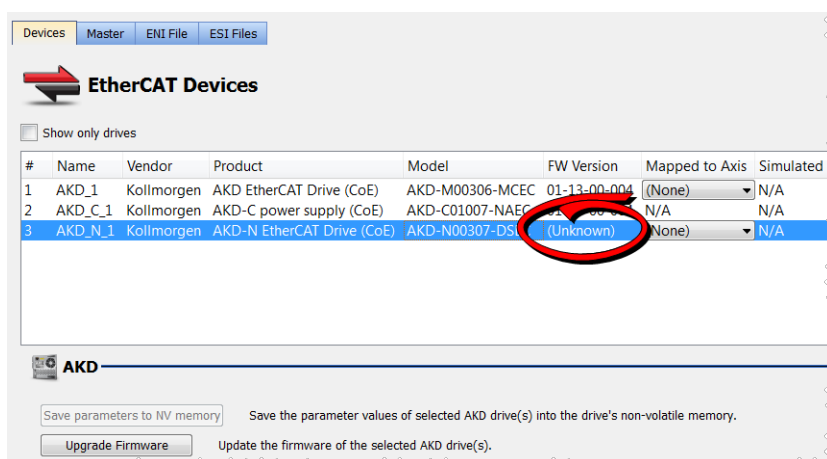 Devices Master ENI File ESI Files
EtherCAT Devices
Show only drives
# Name Vendor Product Model FW Version Mapped to Axis Simulated
1 AKD_1 Kollmorgen AKD EtherCAT Drive (CoE) AKD-M00306-MCEC 01-13-00-004 (None) N/A
2 AKD_C_1 Kollmorgen AKD-C power supply (CoE) AKD-C01007-NAEC N/A N/A
3 AKD_N_1 Kollmorgen AKD-N EtherCAT Drive (CoE) (Unknown) (None) N/A
AKD
Save parameters to NV memory Save the parameter values of selected AKD drive(s) into the drive's non-volatile memory.
Upgrade Firmware Update the firmware of the selected AKD drive(s).